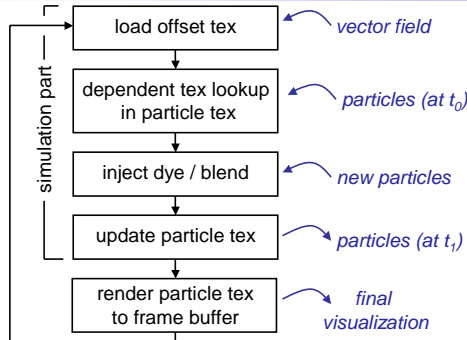 simulation part
load offset tex
vector field
dependent tex lookup
in particle tex
particles (at t0)
inject dye / blend
new particles
update particle tex
particles (at t1)
render particle tex
to frame buffer
final
visualization